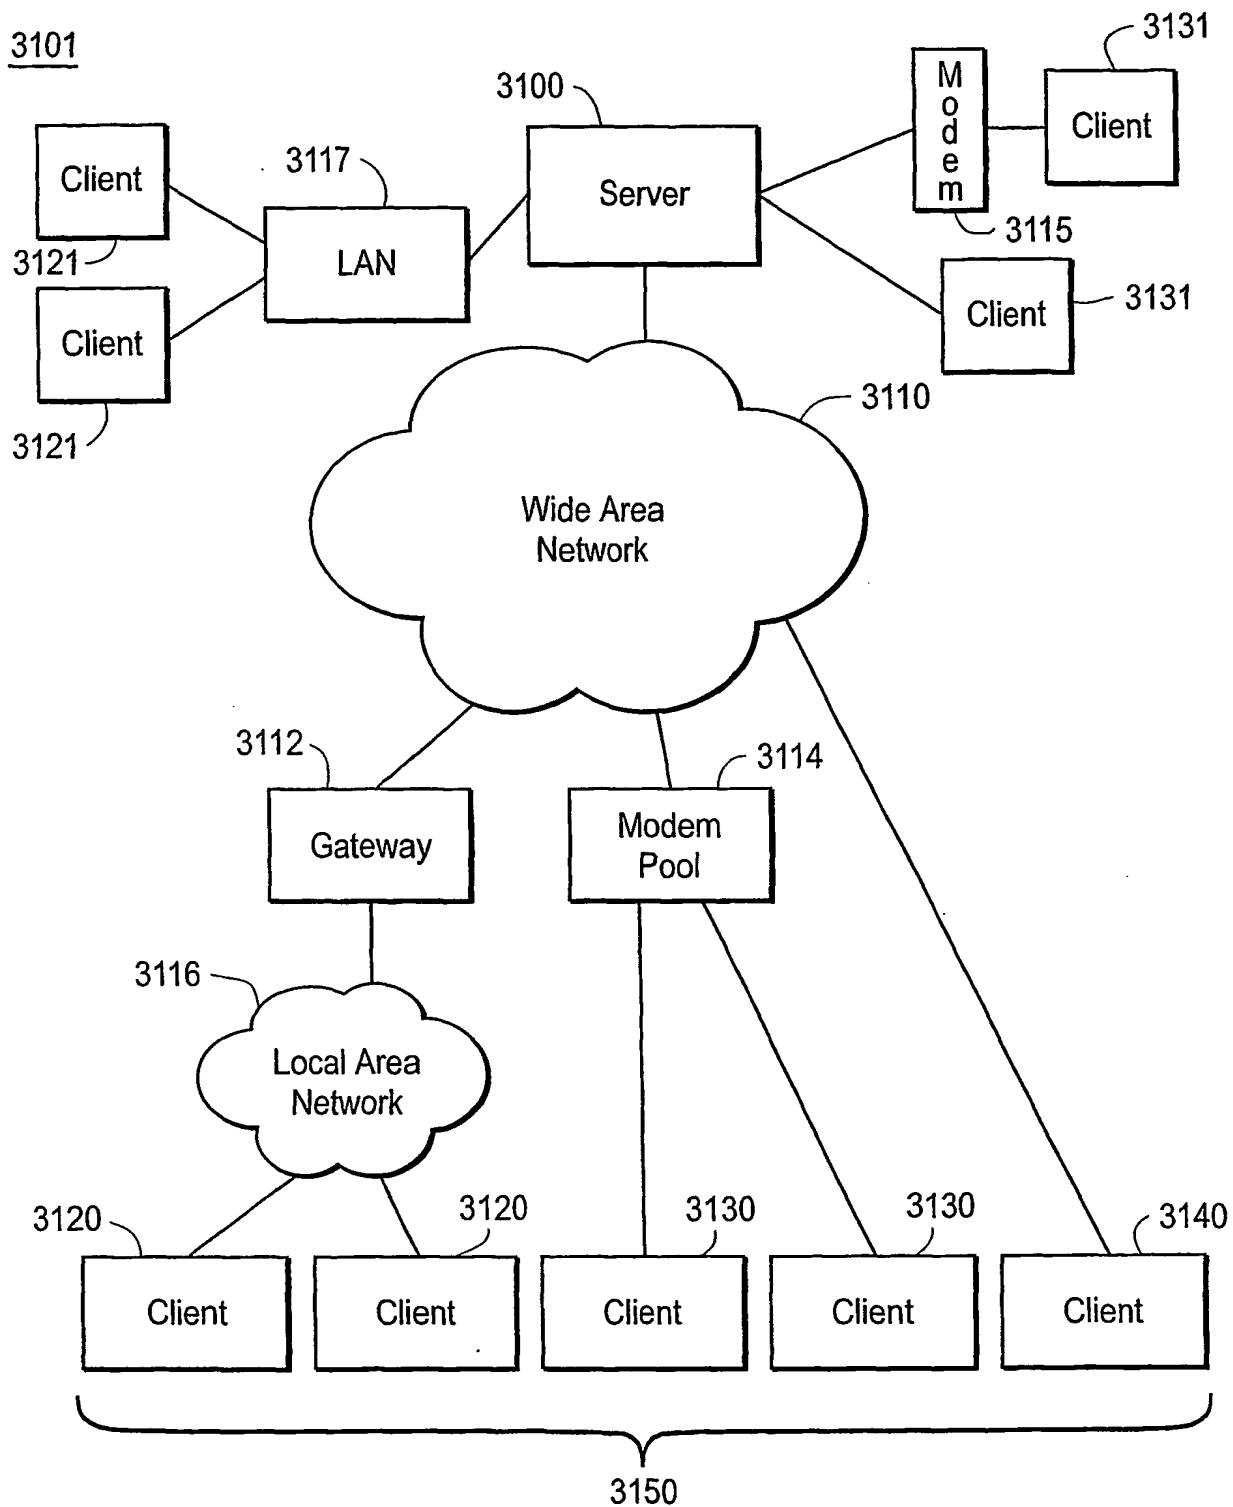 3101
3131
3100
Modem
Client
Client
3117
Server
3115
3121
LAN
3131
Client
Client
3121
3110
Wide Area
Network
3112
3114
Gateway
Modem
Pool
3116
Local Area
Network
3120
3120
3130
3130
3140
Client
Client
Client
Client
Client
3150